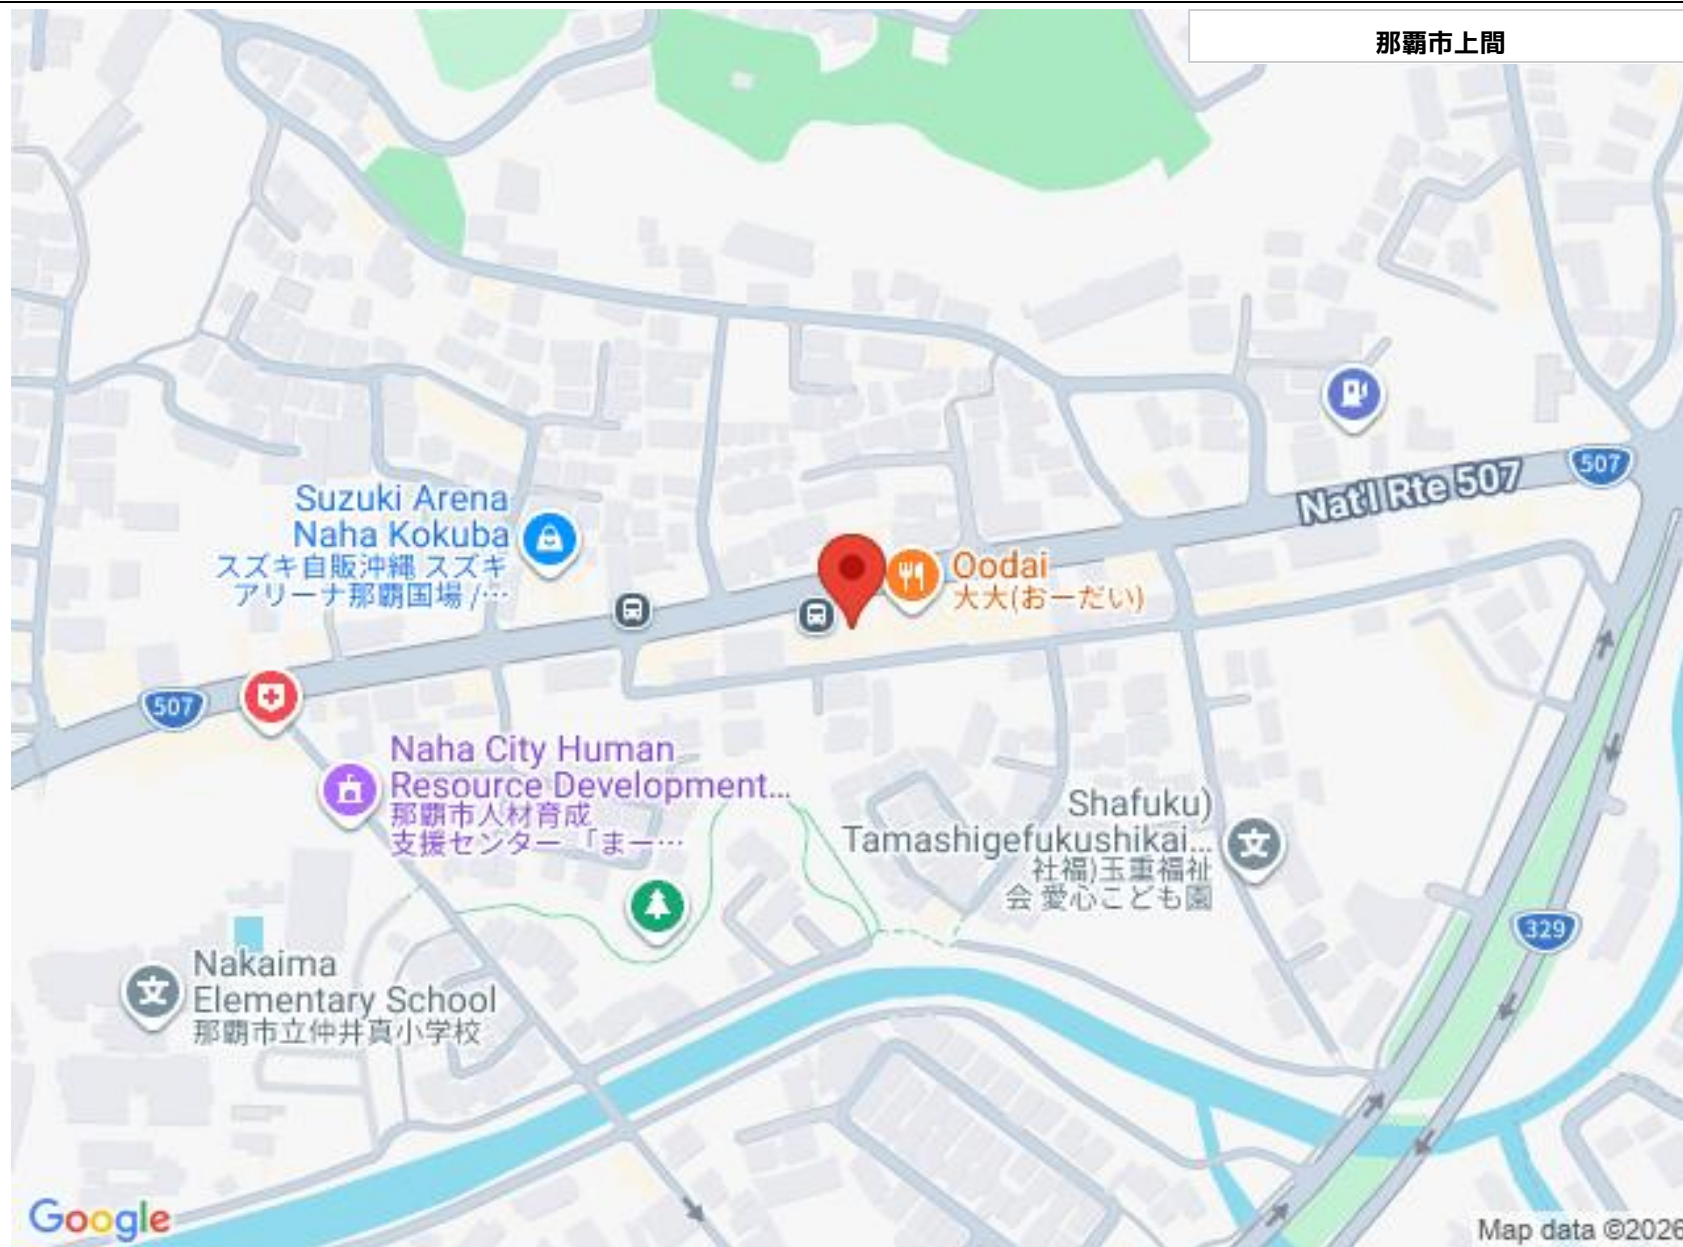 那覇市上間
507
Nat'l Rte 507
Suzuki Arena
Naha Kokuba
スズキ自販沖縄 スズキ
アリーナ那覇国場 /…
Oodai
大大(おーだい)
507
Naha City Human
Resource Development...
那覇市人材育成
支援センター 「まー…
Shafuku)
Tamashigefukushikai...
社福)玉重福祉
会 愛心こども園
文
329
文
Nakaima
Elementary School
那覇市立仲井真小学校
Google
Map data ©2026